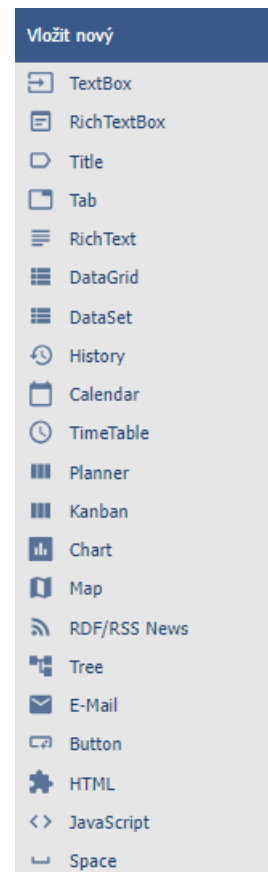 Vložit nový
TextBox
RichTextBox
Title
Tab
RichText
DataGrid
DataSet
History
Calendar
TimeTable
Planner
Kanban
Chart
Map
RDF/RSS News
Tree
E-Mail
Button
HTML
JavaScript
Space